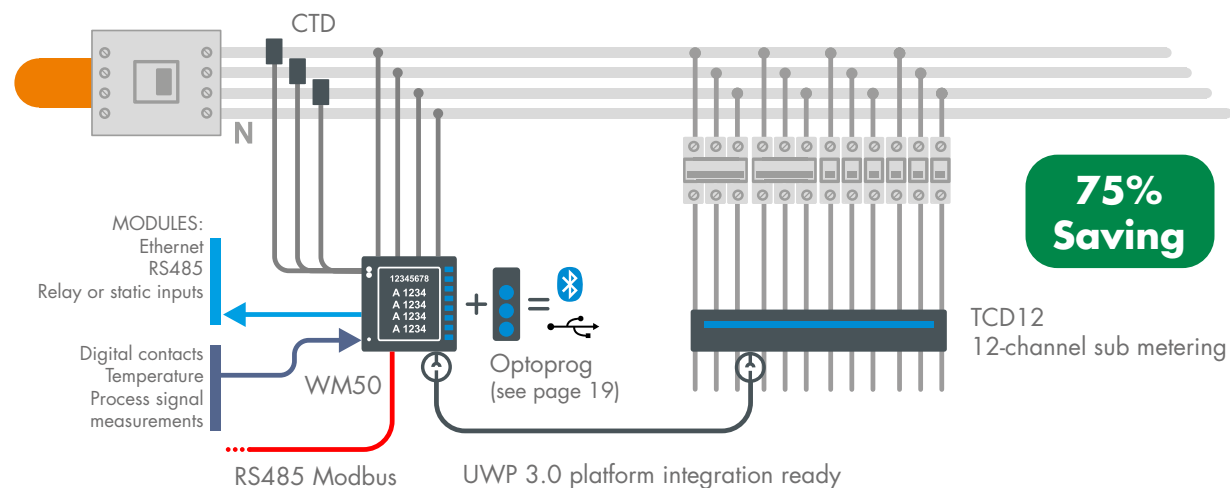 CTD
N
75%
Saving
MODULES:
Ethernet
RS485
Relay or static inputs
12345678
A 1234
A 1234
A 1234
A 1234
+
=
TCD12
12-channel sub metering
Digital contacts
Temperature
Process signal
measurements
WM50
Optoprog
(see page 19)
RS485 Modbus
UWP 3.0 platform integration ready